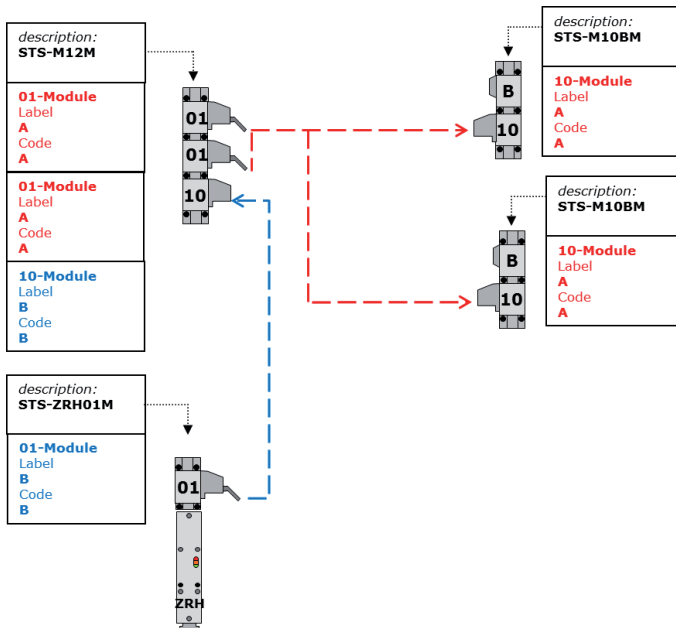 description:
STS-M12M
01-Module
Label
A
Code
A
01-Module
Label
A
Code
A
10-Module
Label
B
Code
B
01
01
10
description:
STS-M10BM
10-Module
Label
A
Code
A
B
10
description:
STS-M10BM
10-Module
Label
A
Code
A
B
10
description:
STS-ZRH01M
01-Module
Label
B
Code
B
01
ZRH